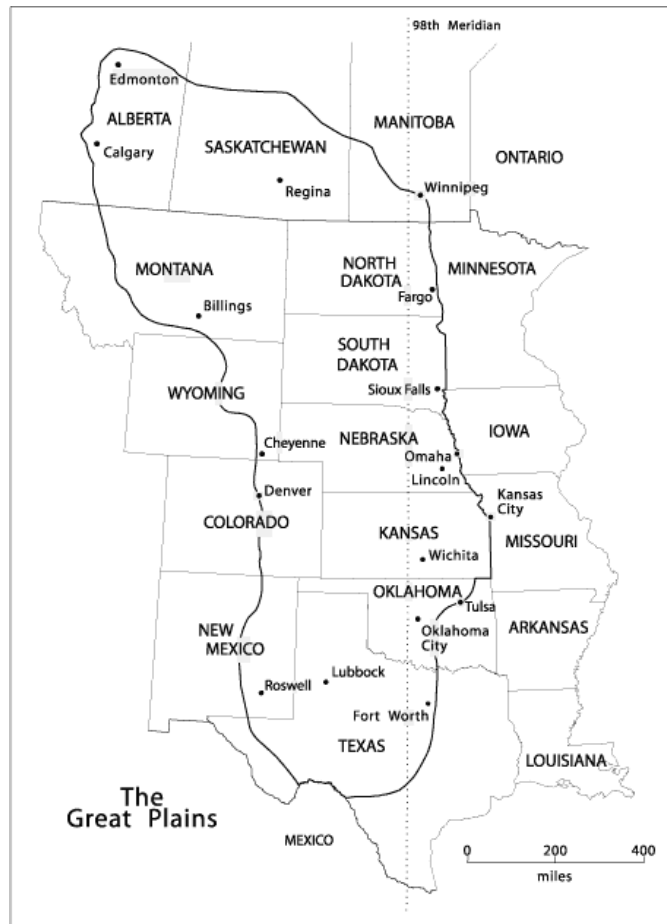 98th Meridian
Edmonton
ALBERTA
MANITOBA
Calgary
SASKATCHEWAN
ONTARIO
Regina
Winnipeg
MONTANA
NORTH
DAKOTA
MINNESOTA
Fargo
Billings
SOUTH
DAKOTA
WYOMING
Sioux Falls
NEBRASKA
IOWA
Cheyenne
Omaha
Lincoln
Denver
Kansas
City
COLORADO
KANSAS
MISSOURI
Wichita
OKLAHOMA
Tulsa
NEW
MEXICO
Oklahoma
City
ARKANSAS
Lubbock
Roswell
Fort Worth
TEXAS
LOUISIANA
The
Great Plains
MEXICO
0 200 400
miles